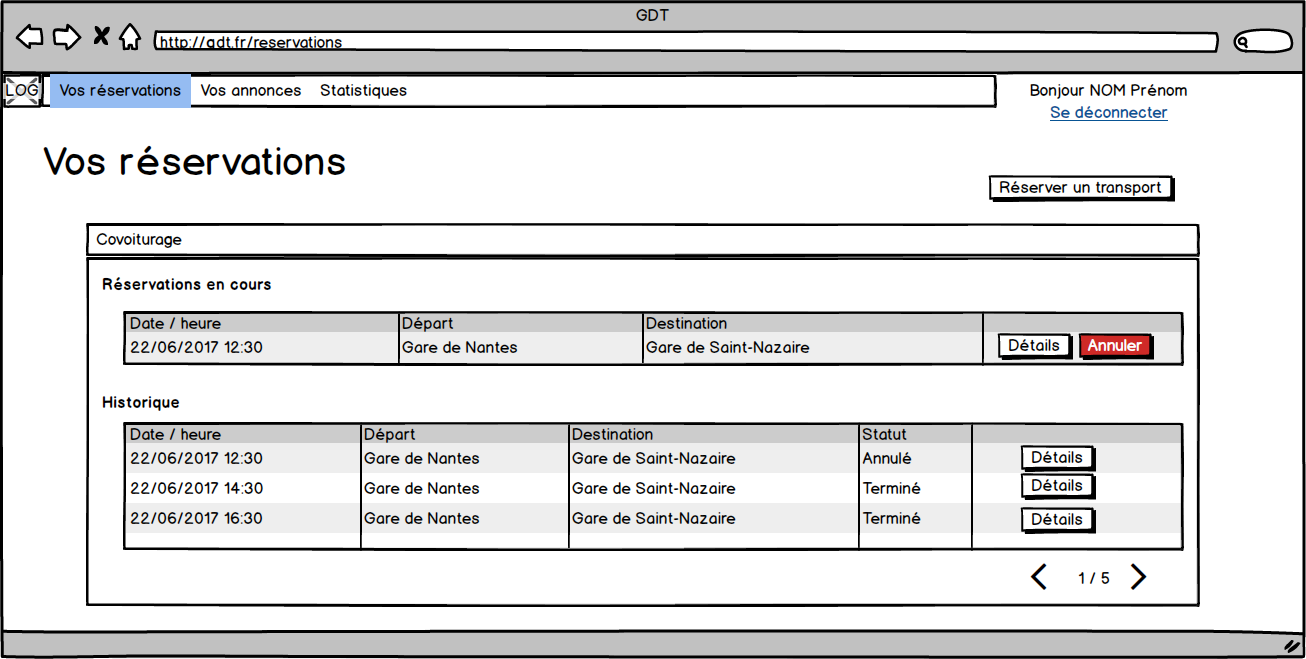 GDT
http://gdt.fr/reservations
LOG Vos réservations Vos annonces Statistiques Bonjour NOM Prénom
Se déconnecter
Vos réservations
Réserver un transport
Covoiturage
Réservations en cours
Date / heure Départ Destination
22/06/2017 12:30 Gare de Nantes Gare de Saint-Nazaire Détails Annuler
Historique
Date / heure Départ Destination Statut
22/06/2017 12:30 Gare de Nantes Gare de Saint-Nazaire Annulé Détails
22/06/2017 14:30 Gare de Nantes Gare de Saint-Nazaire Terminé Détails
22/06/2017 16:30 Gare de Nantes Gare de Saint-Nazaire Terminé Détails
1 / 5